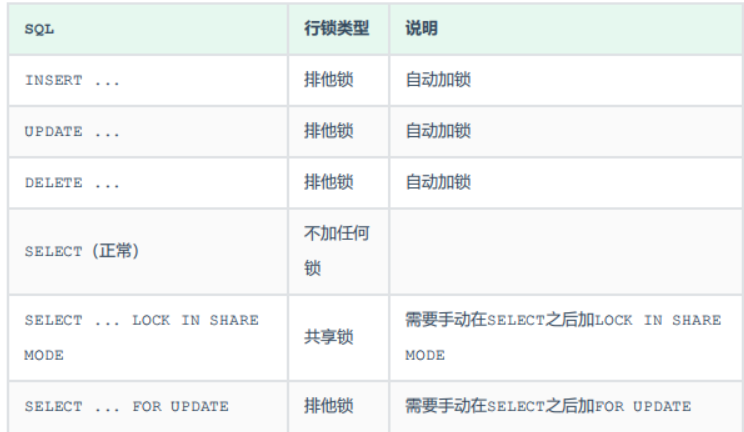 SQL 行锁类型 说明
INSERT ... 排他锁 自动加锁
UPDATE ... 排他锁 自动加锁
DELETE ... 排他锁 自动加锁
SELECT (正常) 不加任何
锁
SELECT ... LOCK IN SHARE
MODE 共享锁 需要手动在SELECT之后加LOCK IN SHARE
MODE
SELECT ... FOR UPDATE 排他锁 需要手动在SELECT之后加FOR UPDATE